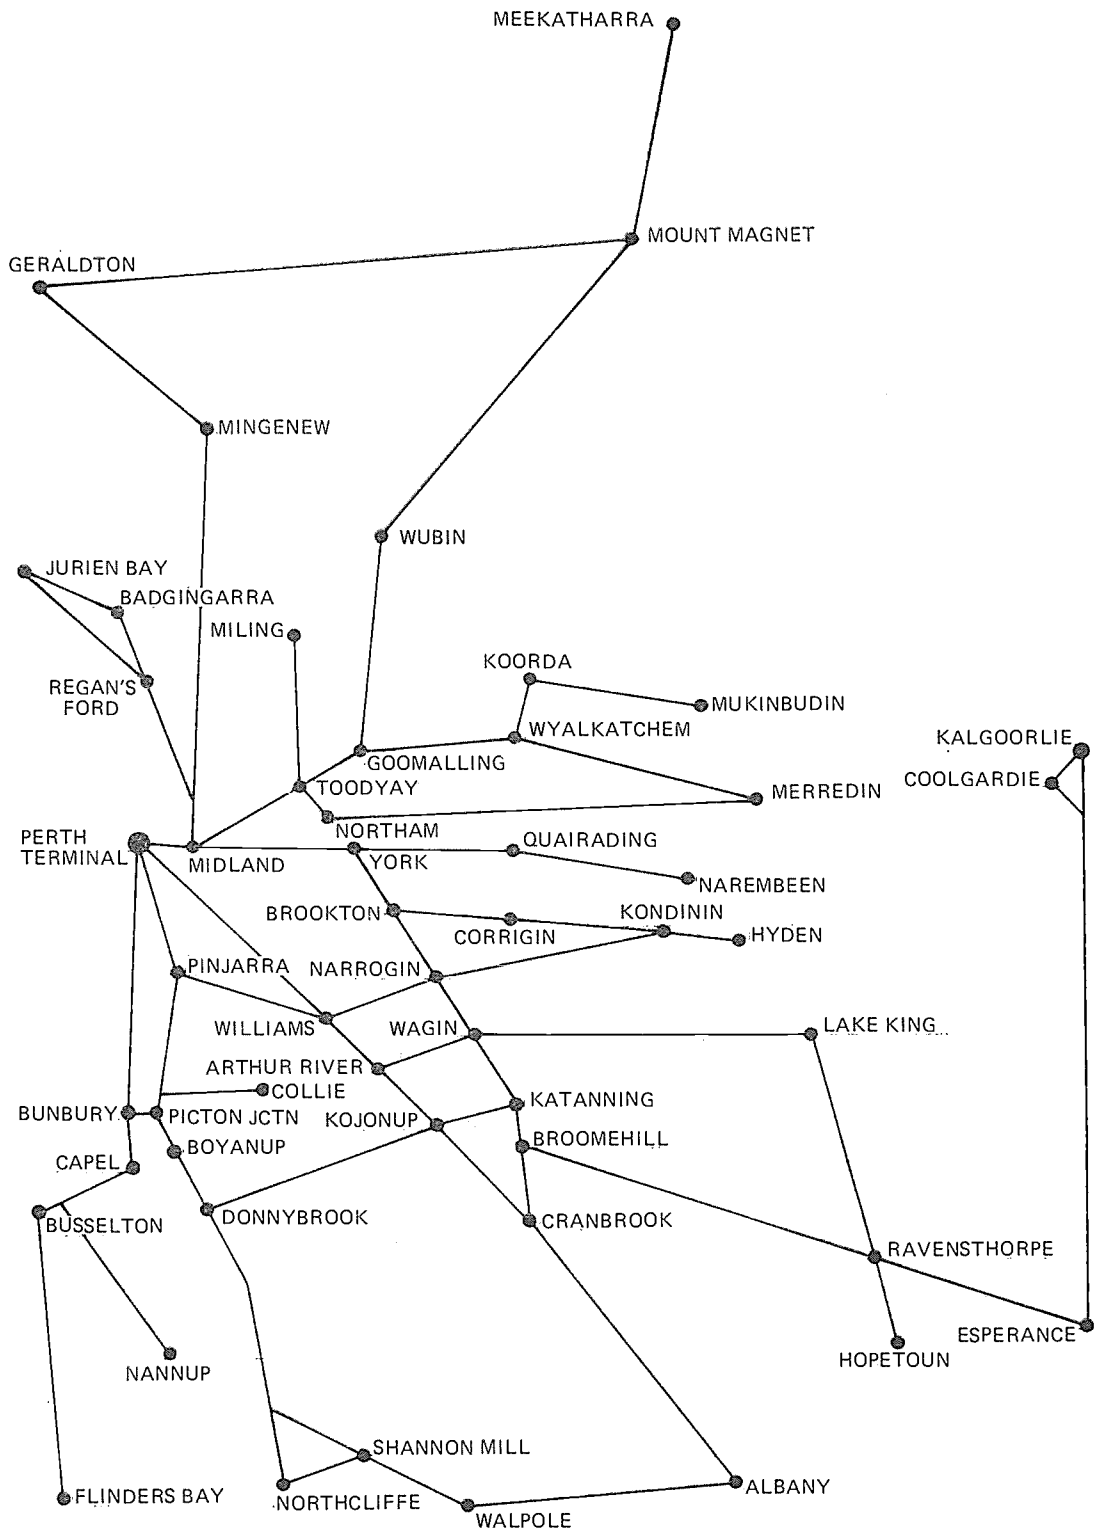 MEEKATHARRA
MOUNT MAGNET
GERALDTON
MINGENEW
WUBIN
JURIEN BAY
BADGINGARRA
MILING
KOORDA
REGAN'S
FORD
MUKINBUDIN
WYALKATCHEM
KALGOORLIE
GOOMALLING
COOLGARDIE
TOODYAY
MERREDIN
NORTHAM
PERTH
TERMINAL
QUAIRADING
MIDLAND
YORK
NAREMBEEN
BROOKTON
KONDININ
CORRIGIN
HYDEN
PINJARRA
NARROGIN
WILLIAMS
WAGIN
LAKE KING
ARTHUR RIVER
COLLIE
KATANNING
BUNBURY
PICTON JCTN
KOJONUP
BROOMEHILL
BOYANUP
CAPEL
DONNYBROOK
CRANBROOK
BUSSELTON
RAVENSTHORPE
ESPERANCE
HOPETOUN
NANNUP
SHANNON MILL
ALBANY
FLINDERS BAY
NORTHCLIFFE
WALPOLE